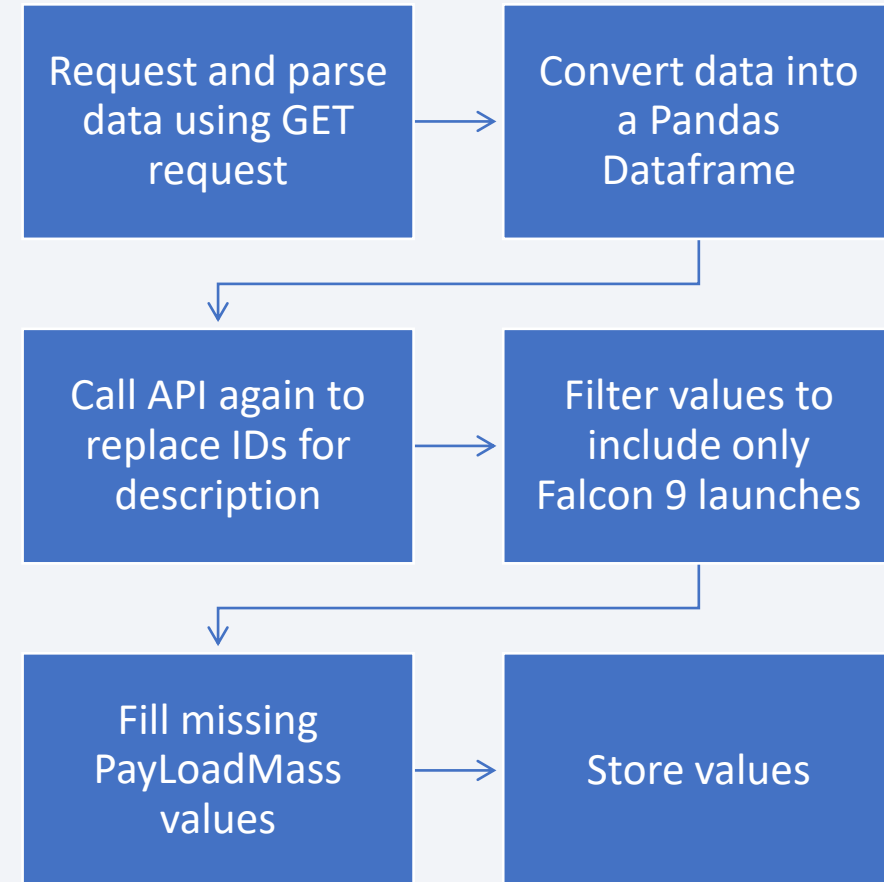 Request and parse
data using GET
request
Convert data into
a Pandas
Dataframe
Call API again to
replace IDs for
description
Filter values to
include only
Falcon 9 launches
Fill missing
PayLoadMass
values
Store values